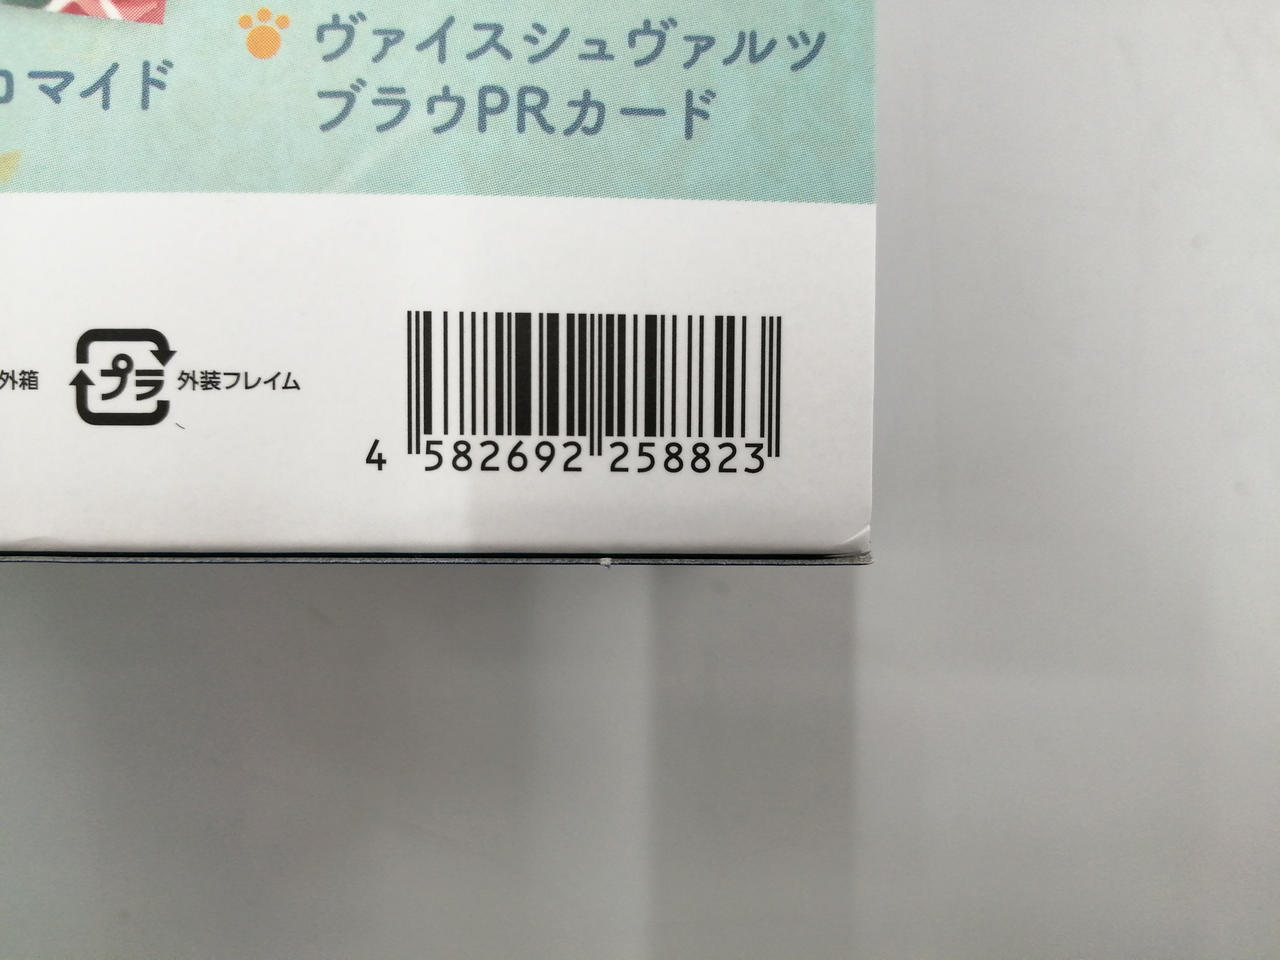 ヴァイスシュヴァルツ
ブラウPRカード
ロマイド
外箱
プラ 外装フレイム
4 582692 258823